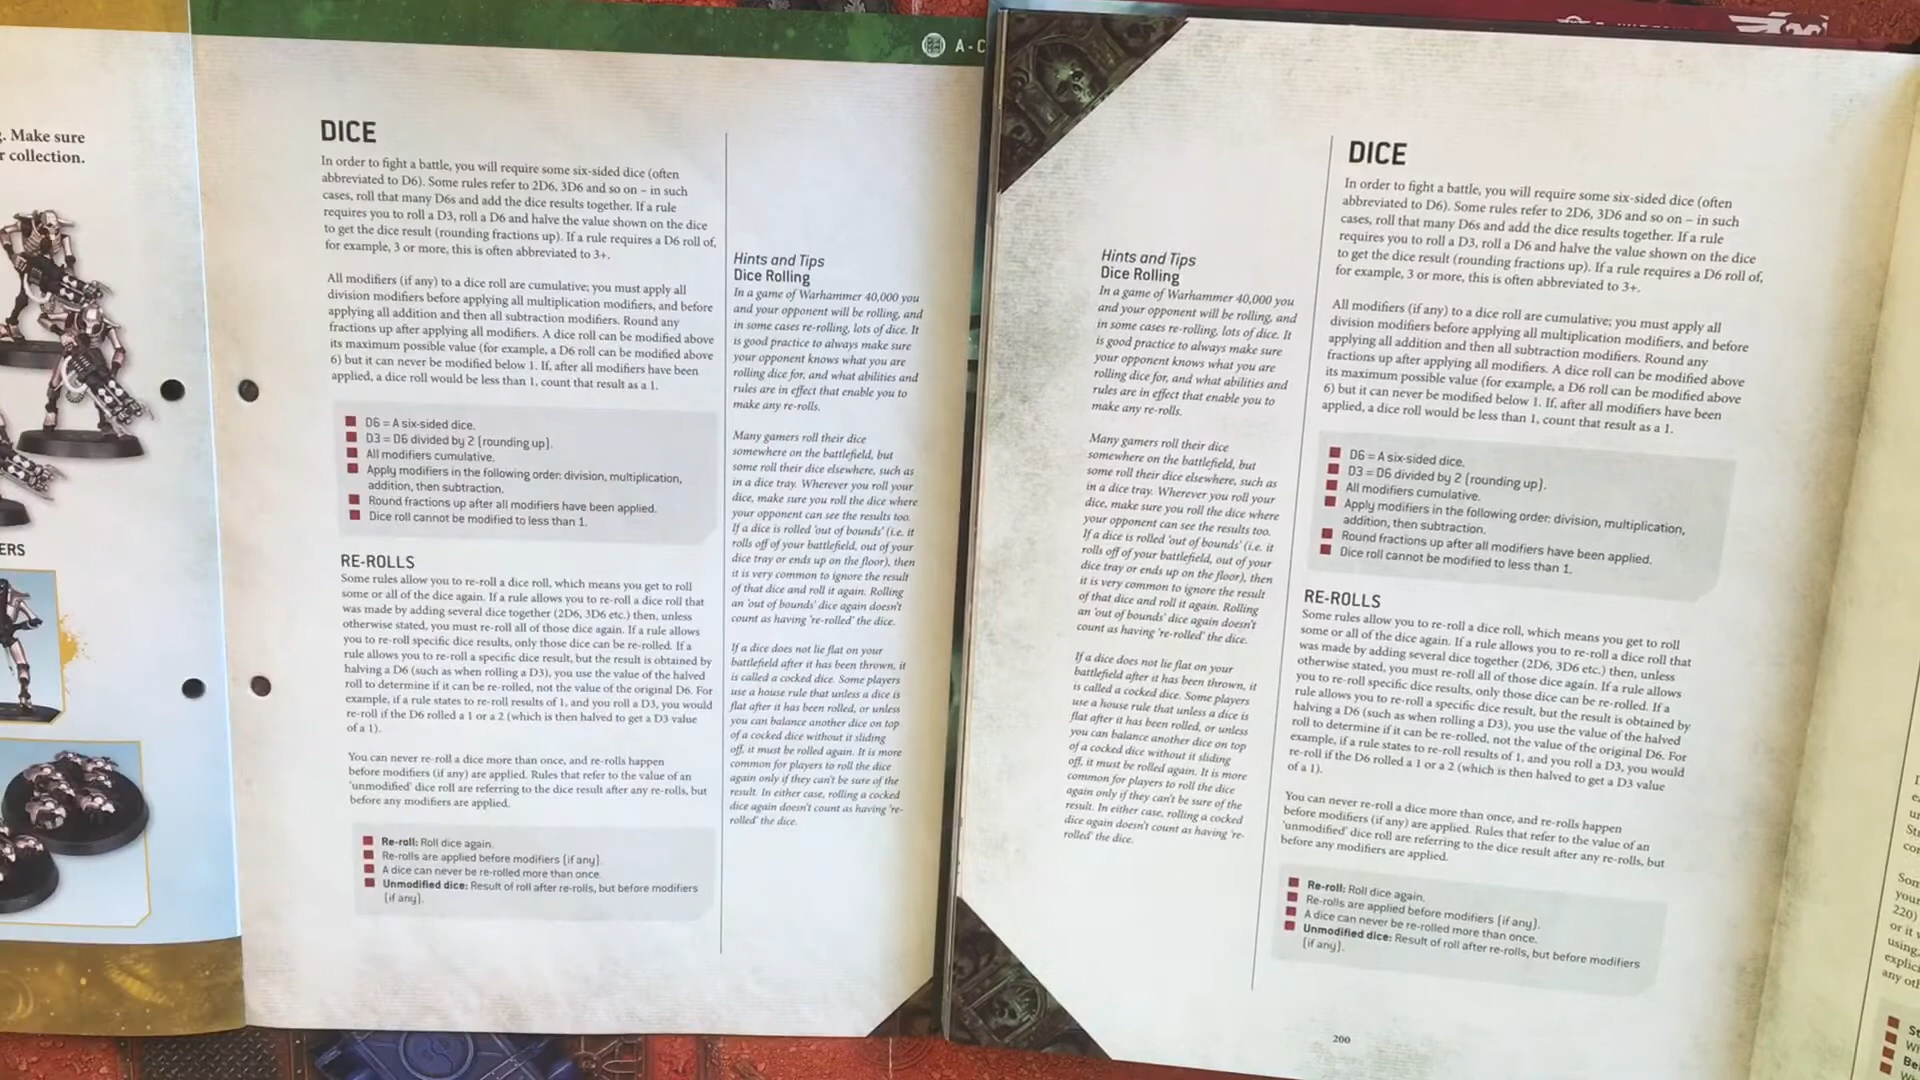 . Make sure
r collection.
ERS
A - C
DICE
In order to fight a battle, you will require some six-sided dice (often
abbreviated to D6). Some rules refer to 2D6, 3D6 and so on – in such
cases, roll that many D6s and add the dice results together. If a rule
requires you to roll a D3, roll a D6 and halve the value shown on the dice
to get the dice result (rounding fractions up). If a rule requires a D6 roll of,
for example, 3 or more, this is often abbreviated to 3+.
All modifiers (if any) to a dice roll are cumulative; you must apply all
division modifiers before applying all multiplication modifiers, and before
applying all addition and then all subtraction modifiers. Round any
fractions up after applying all modifiers. A dice roll can be modified above
its maximum possible value (for example, a D6 roll can be modified above
6) but it can never be modified below 1. If, after all modifiers have been
applied, a dice roll would be less than 1, count that result as a 1.
D6 = A six-sided dice.
D3 = D6 divided by 2 (rounding up).
All modifiers cumulative.
Apply modifiers in the following order: division, multiplication,
addition, then subtraction.
Round fractions up after all modifiers have been applied.
Dice roll cannot be modified to less than 1.
RE-ROLLS
Some rules allow you to re-roll a dice roll, which means you get to roll
some or all of the dice again. If a rule allows you to re-roll a dice roll that
was made by adding several dice together (2D6, 3D6 etc.) then, unless
otherwise stated, you must re-roll all of those dice again. If a rule allows
you to re-roll specific dice results, only those dice can be re-rolled. If a
rule allows you to re-roll a specific dice result, but the result is obtained by
halving a D6 (such as when rolling a D3), you use the value of the halved
roll to determine if it can be re-rolled, not the value of the original D6. For
example, if a rule states to re-roll results of 1, and you roll a D3, you would
re-roll if the D6 rolled a 1 or a 2 (which is then halved to get a D3 value
of a 1).
You can never re-roll a dice more than once, and re-rolls happen
before modifiers (if any) are applied. Rules that refer to the value of an
'unmodified' dice roll are referring to the dice result after any re-rolls, but
before any modifiers are applied.
Re-roll: Roll dice again.
Re-rolls are applied before modifiers (if any).
A dice can never be re-rolled more than once.
Unmodified dice: Result of roll after re-rolls, but before modifiers
(if any).
Hints and Tips
Dice Rolling
In a game of Warhammer 40,000 you
and your opponent will be rolling, and
in some cases re-rolling, lots of dice. It
is good practice to always make sure
your opponent knows what you are
rolling dice for, and what abilities and
rules are in effect that enable you to
make any re-rolls.
Many gamers roll their dice
somewhere on the battlefield, but
some roll their dice elsewhere, such as
in a dice tray. Wherever you roll your
dice, make sure you roll the dice where
your opponent can see the results too.
If a dice is rolled 'out of bounds' (i.e. it
rolls off of your battlefield, out of your
dice tray or ends up on the floor), then
it is very common to ignore the result
of that dice and roll it again. Rolling
an 'out of bounds' dice again doesn't
count as having 're-rolled' the dice.
If a dice does not lie flat on your
battlefield after it has been thrown, it
is called a cocked dice. Some players
use a house rule that unless a dice is
flat after it has been rolled, or unless
you can balance another dice on top
of a cocked dice without it sliding
off, it must be rolled again. It is more
common for players to roll the dice
again only if they can't be sure of the
result. In either case, rolling a cocked
dice again doesn't count as having 're-
rolled' the dice.
Hints and Tips
Dice Rolling
In a game of Warhammer 40,000 you
and your opponent will be rolling, and
in some cases re-rolling, lots of dice. It
is good practice to always make sure
your opponent knows what you are
rolling dice for, and what abilities and
rules are in effect that enable you to
make any re-rolls.
Many gamers roll their dice
somewhere on the battlefield, but
some roll their dice elsewhere, such as
in a dice tray. Wherever you roll your
dice, make sure you roll the dice where
your opponent can see the results too.
If a dice is rolled 'out of bounds' (i.e. it
rolls off of your battlefield, out of your
dice tray or ends up on the floor), then
it is very common to ignore the result
of that dice and roll it again. Rolling
an 'out of bounds' dice again doesn't
count as having 're-rolled' the dice.
If a dice does not lie flat on your
battlefield after it has been thrown, it
is called a cocked dice. Some players
use a house rule that unless a dice is
flat after it has been rolled, or unless
you can balance another dice on top
of a cocked dice without it sliding
off, it must be rolled again. It is more
common for players to roll the dice
again only if they can't be sure of the
result. In either case, rolling a cocked
dice again doesn't count as having 're-
rolled' the dice.
DICE
In order to fight a battle, you will require some six-sided dice (often
abbreviated to D6). Some rules refer to 2D6, 3D6 and so on – in such
cases, roll that many D6s and add the dice results together. If a rule
requires you to roll a D3, roll a D6 and halve the value shown on the dice
to get the dice result (rounding fractions up). If a rule requires a D6 roll of,
for example, 3 or more, this is often abbreviated to 3+.
All modifiers (if any) to a dice roll are cumulative; you must apply all
division modifiers before applying all multiplication modifiers, and before
applying all addition and then all subtraction modifiers. Round any
fractions up after applying all modifiers. A dice roll can be modified above
its maximum possible value (for example, a D6 roll can be modified above
6) but it can never be modified below 1. If, after all modifiers have been
applied, a dice roll would be less than 1, count that result as a 1.
D6 = A six-sided dice.
D3 = D6 divided by 2 (rounding up).
All modifiers cumulative.
Apply modifiers in the following order: division, multiplication,
addition, then subtraction.
Round fractions up after all modifiers have been applied.
Dice roll cannot be modified to less than 1.
RE-ROLLS
Some rules allow you to re-roll a dice roll, which means you get to roll
some or all of the dice again. If a rule allows you to re-roll a dice roll that
was made by adding several dice together (2D6, 3D6 etc.) then, unless
otherwise stated, you must re-roll all of those dice again. If a rule allows
you to re-roll specific dice results, only those dice can be re-rolled. If a
rule allows you to re-roll a specific dice result, but the result is obtained by
halving a D6 (such as when rolling a D3), you use the value of the halved
roll to determine if it can be re-rolled, not the value of the original D6. For
example, if a rule states to re-roll results of 1, and you roll a D3, you would
re-roll if the D6 rolled a 1 or a 2 (which is then halved to get a D3 value
of a 1).
You can never re-roll a dice more than once, and re-rolls happen
before modifiers (if any) are applied. Rules that refer to the value of an
'unmodified' dice roll are referring to the dice result after any re-rolls, but
before any modifiers are applied.
Re-roll: Roll dice again.
Re-rolls are applied before modifiers (if any).
A dice can never be re-rolled more than once.
Unmodified dice: Result of roll after re-rolls, but before modifiers
(if any).
200
Som
your
220)
or it
using
explic
any ot
St
Wi
Be